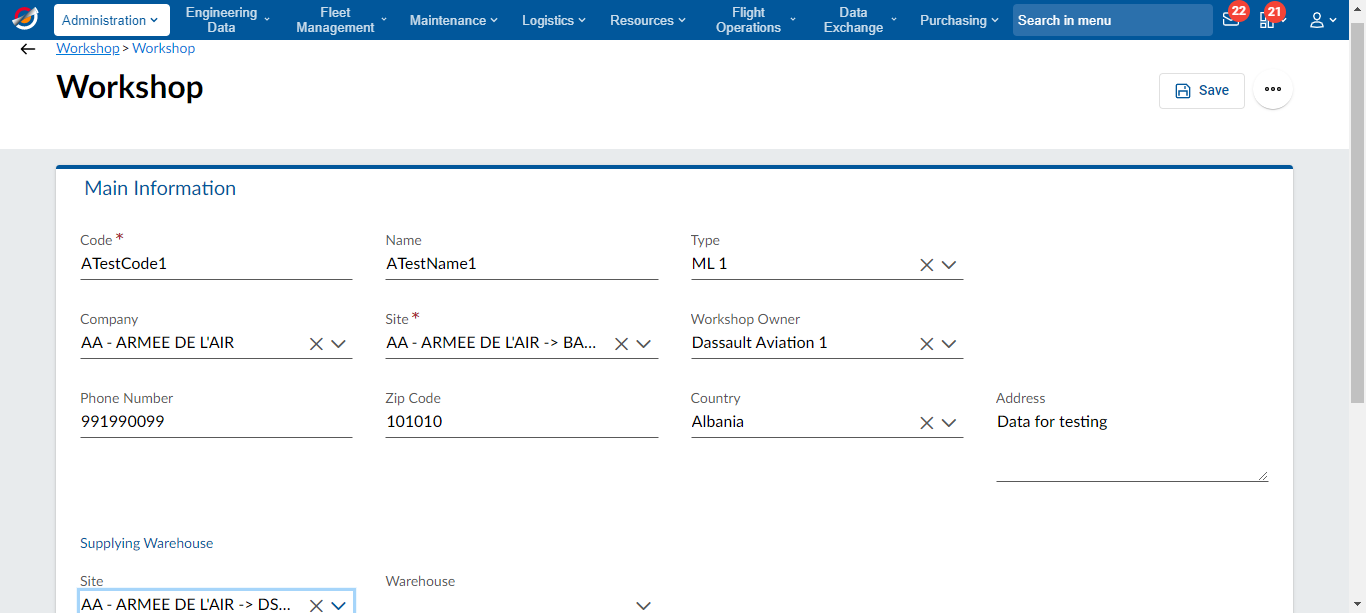 Administration
Engineering Data
Fleet Management
Maintenance
Logistics
Resources
Flight Operations
Data Exchange
Purchasing
Search in menu
22
21
Workshop > Workshop
Workshop
Save
Main Information
Code *
ATestCode1
Name
ATestName1
Type
ML 1
Company
AA - ARMEE DE L'AIR
Site *
AA - ARMEE DE L'AIR -> BA...
Workshop Owner
Dassault Aviation 1
Phone Number
991990099
Zip Code
101010
Country
Albania
Address
Data for testing
Supplying Warehouse
Site
AA - ARMEE DE L'AIR -> DS...
Warehouse